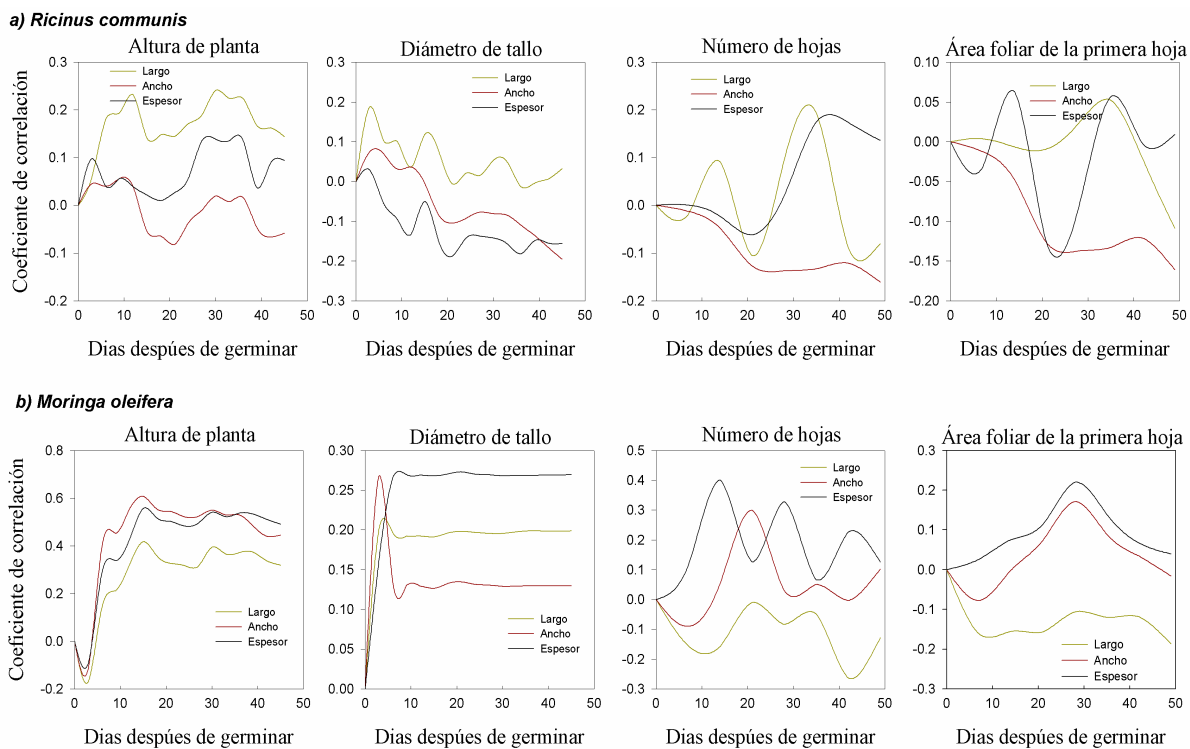 a) Ricinus communis
Altura de planta
Diámetro de tallo
Número de hojas
Área foliar de la primera hoja
Coeficiente de correlación
0.3
0.2
0.1
0.0
-0.1
-0.2
Largo
Ancho
Espesor
0 10 20 30 40 50
Dias despúes de germinar
0.3
0.2
0.1
0.0
-0.1
-0.2
-0.3
Largo
Ancho
Espesor
0 10 20 30 40 50
Dias despúes de germinar
0.3
0.2
0.1
0.0
-0.1
-0.2
Largo
Ancho
Espesor
0 10 20 30 40 50
Dias despúes de germinar
0.10
0.05
0.00
-0.05
-0.10
-0.15
-0.20
Largo
Ancho
Espesor
0 10 20 30 40 50
Dias despúes de germinar
b) Moringa oleifera
Altura de planta
Diámetro de tallo
Número de hojas
Área foliar de la primera hoja
Coeficiente de correlación
0.8
0.6
0.4
0.2
0.0
-0.2
Largo
Ancho
Espesor
0 10 20 30 40 50
Dias despúes de germinar
0.30
0.25
0.20
0.15
0.10
0.05
0.00
Largo
Ancho
Espesor
0 10 20 30 40 50
Dias despúes de germinar
0.5
0.4
0.3
0.2
0.1
0.0
-0.1
-0.2
-0.3
Largo
Ancho
Espesor
0 10 20 30 40 50
Dias despúes de germinar
0.3
0.2
0.1
0.0
-0.1
-0.2
-0.3
Largo
Ancho
Espesor
0 10 20 30 40 50
Dias despúes de germinar